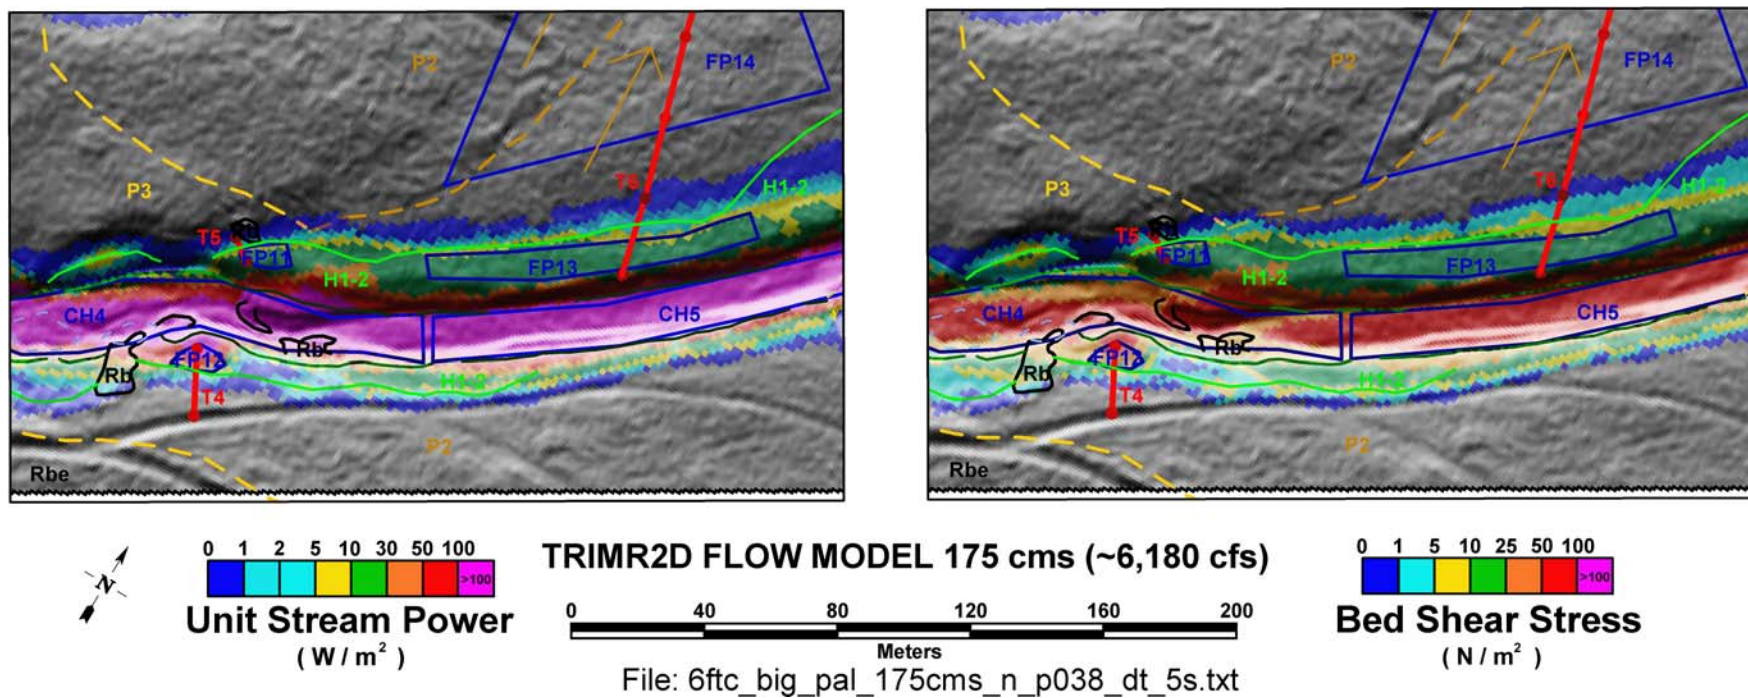 P2
FP14
P3
T6
H1-2
T5
FP11
FP13
H1-2
CH4
CH5
Rb
FP12
Rb
H1-2
T4
P2
Rbe
P2
FP14
P3
T6
H1-2
T5
FP11
FP13
H1-2
CH4
CH5
Rb
FP12
Rb
H1-2
T4
P2
Rbe
N
0 1 2 5 10 30 50 100
>100
Unit Stream Power
( W / m² )
TRIMR2D FLOW MODEL 175 cms (~6,180 cfs)
0 40 80 120 160 200
Meters
File: 6ftc_big_pal_175cms_n_p038_dt_5s.txt
0 1 5 10 25 50 100
>100
Bed Shear Stress
( N / m² )